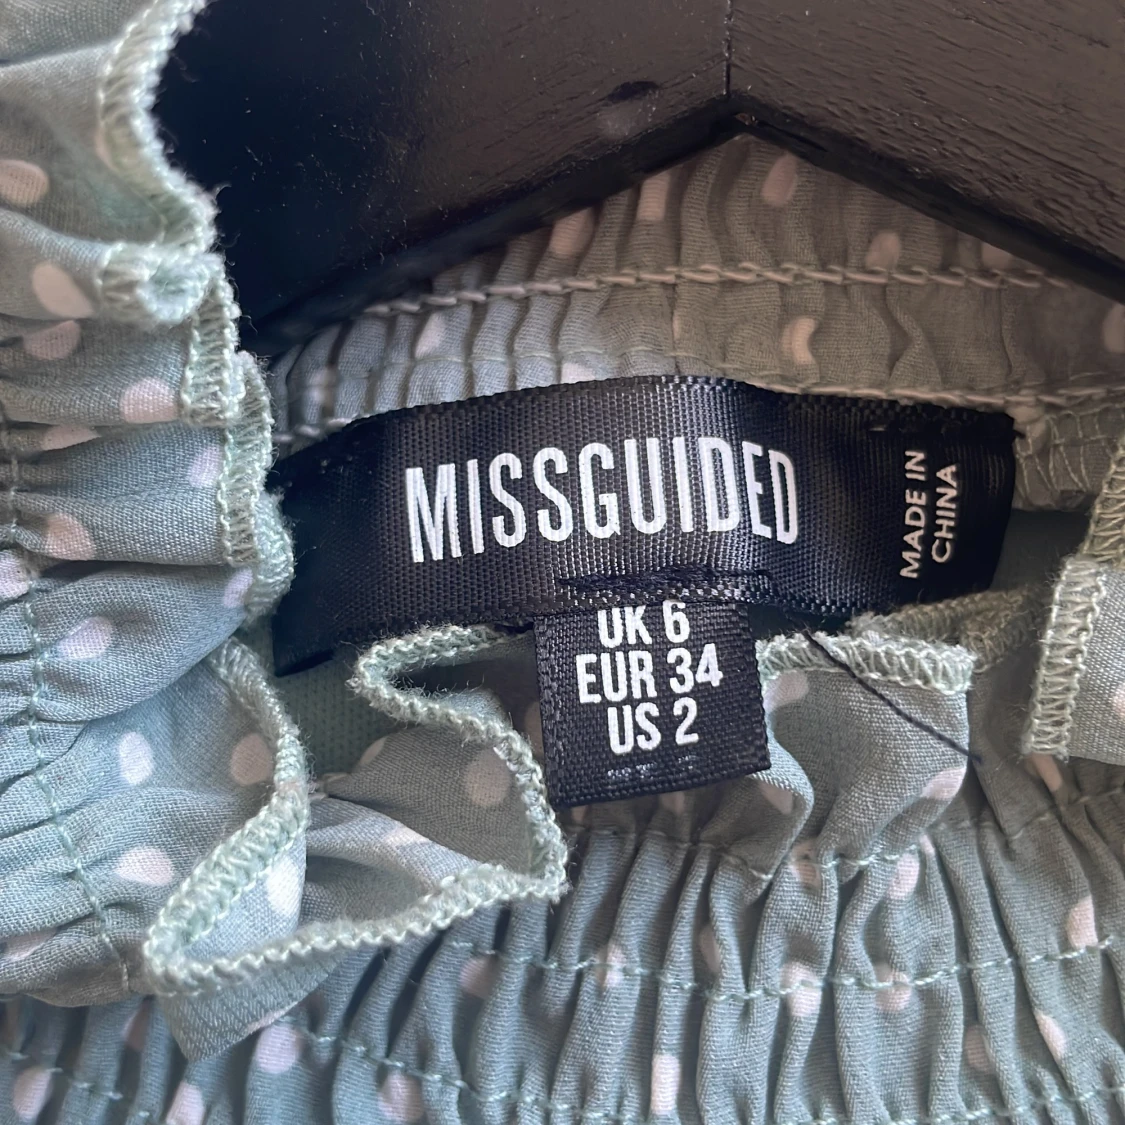 MISSGUIDED
MADE IN
CHINA
UK 6
EUR 34
US 2